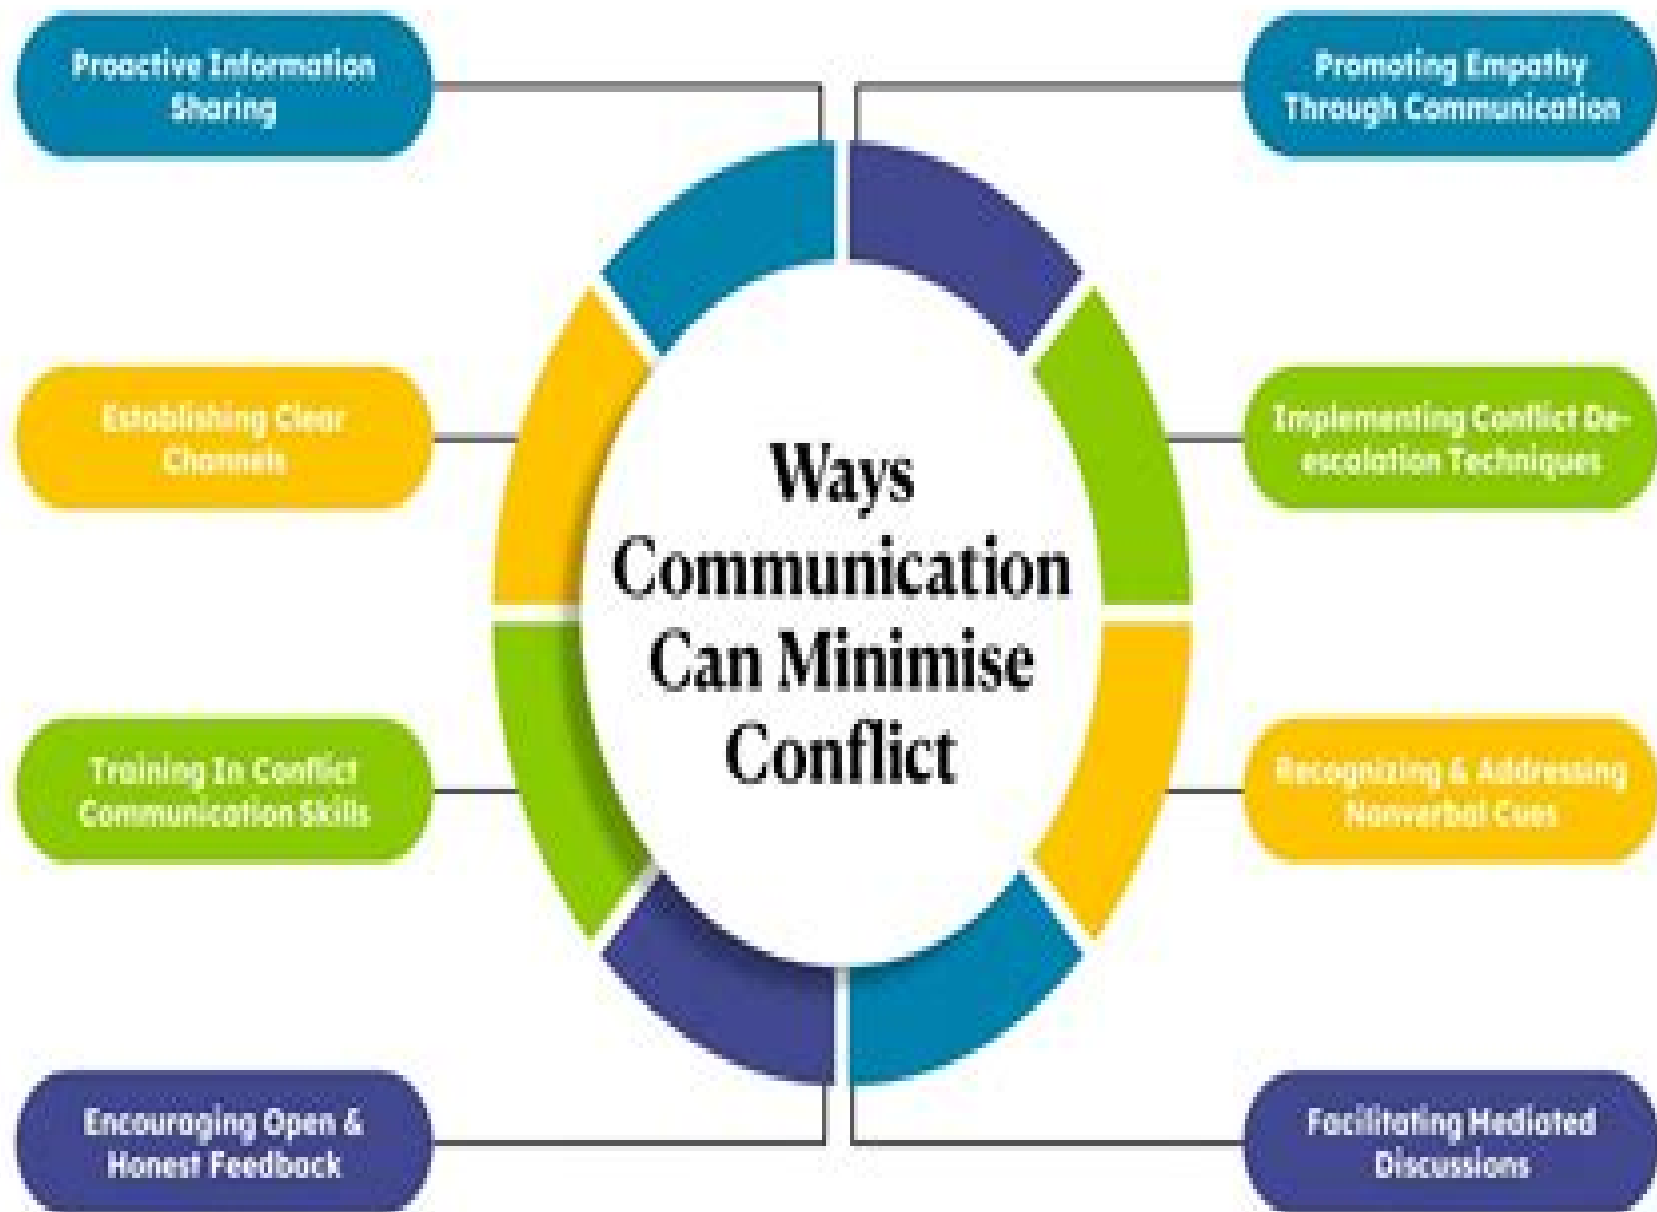 Proactive Information
Sharing
Establishing Clear
Channels
Training In Conflict
Communication Skills
Encouraging Open &
Honest Feedback
Ways
Communication
Can Minimise
Conflict
Promoting Empathy
Through Communication
Implementing Conflict De-
escalation Techniques
Recognizing & Addressing
Nonverbal Cues
Facilitating Mediated
Discussions